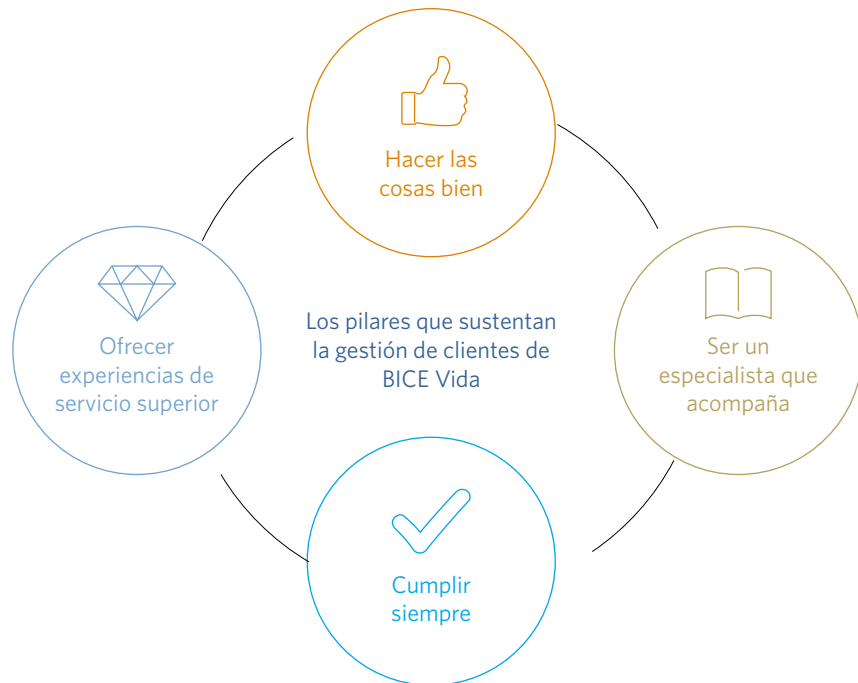 Hacer las
cosas bien
Ofrecer
experiencias de
servicio superior
Los pilares que sustentan
la gestión de clientes de
BICE Vida
Ser un
especialista que
acompaña
Cumplir
siempre